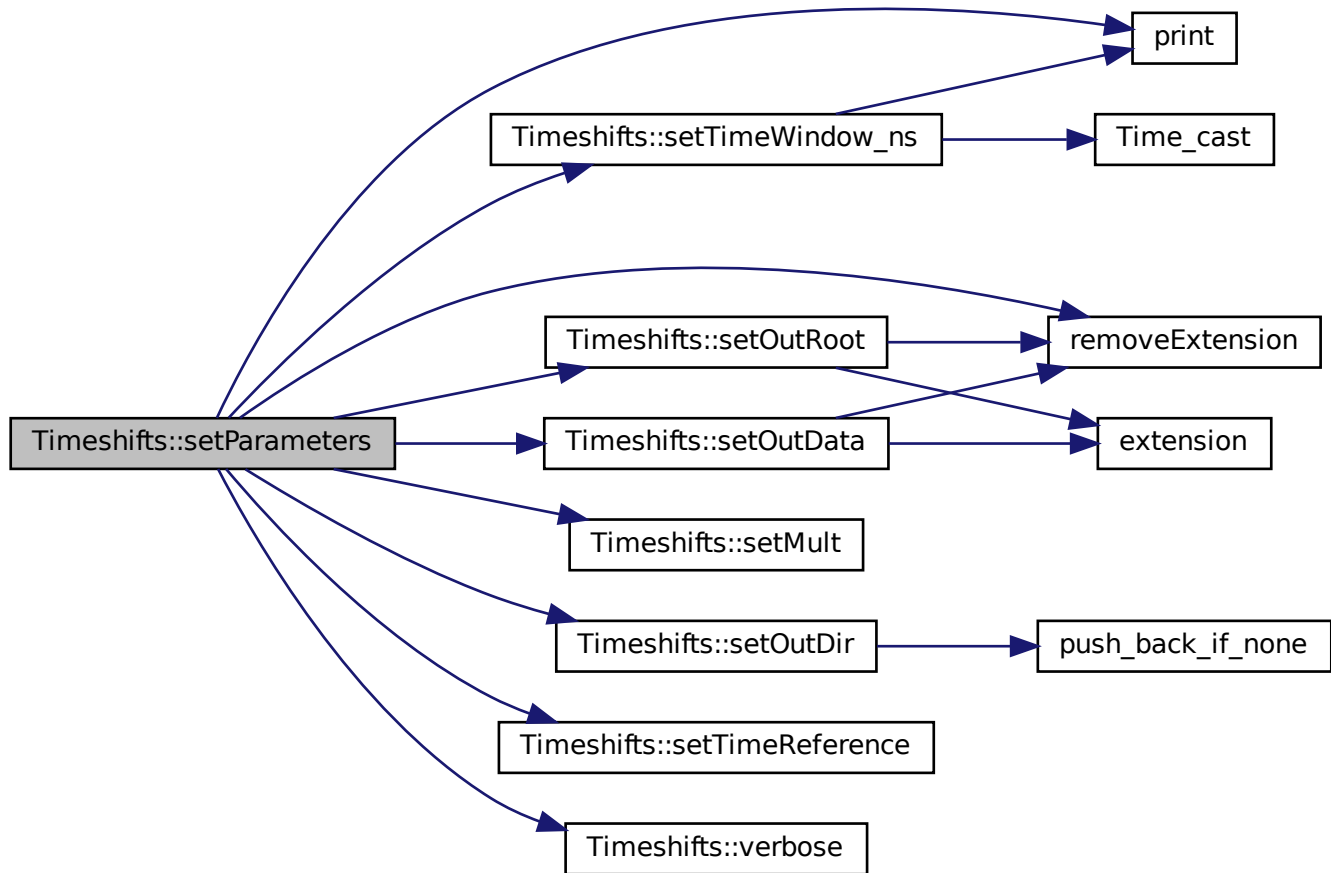 print
Timeshifts::setTimeWindow_ns
Time_cast
Timeshifts::setOutRoot
removeExtension
Timeshifts::setParameters
Timeshifts::setOutData
extension
Timeshifts::setMult
Timeshifts::setOutDir
push_back_if_none
Timeshifts::setTimeReference
Timeshifts::verbose